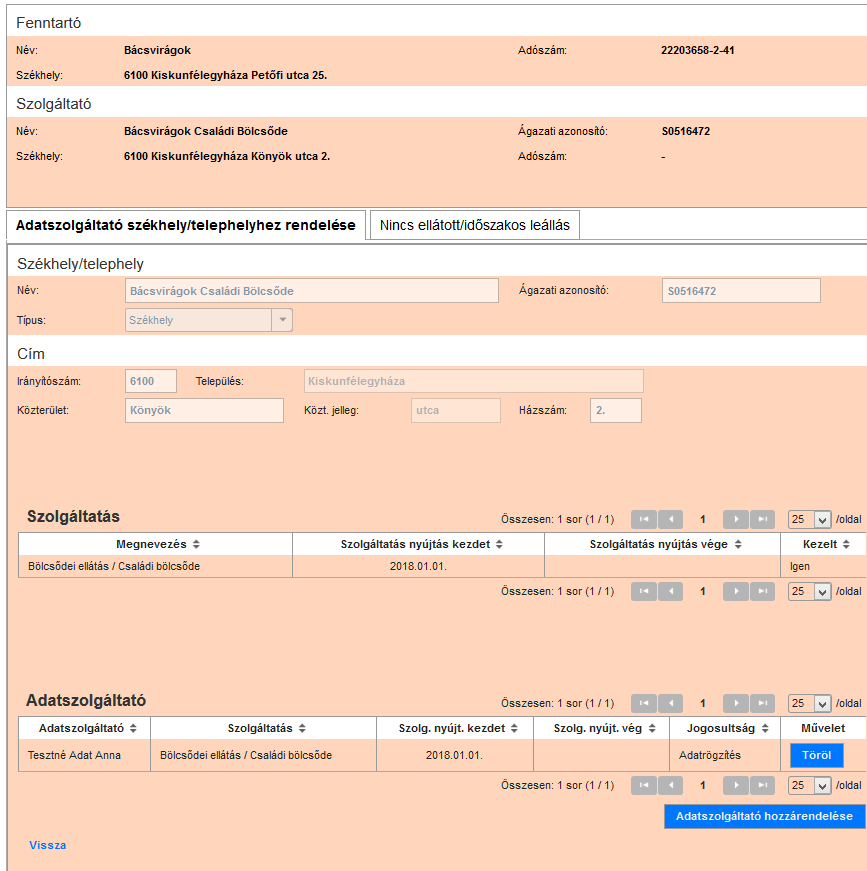 Fenntartó
Név: Bácsvirágok Adószám: 22203658-2-41
Székhely: 6100 Kiskunfélegyháza Petőfi utca 25.
Szolgáltató
Név: Bácsvirágok Családi Bölcsőde Ágazati azonosító: S0516472
Székhely: 6100 Kiskunfélegyháza Könyök utca 2. Adószám: -
Adatszolgáltató székhely/telephelyhez rendelése Nincs ellátott/időszakos leállás
Székhely/telephely
Név: Bácsvirágok Családi Bölcsőde Ágazati azonosító: S0516472
Típus: Székhely
Cím
Irányítószám: 6100 Település: Kiskunfélegyháza
Közterület: Könyök Közt. jelleg: utca Házszám: 2.
Szolgáltatás Összesen: 1 sor (1 / 1) 1 25 /oldal
Megnevezés Szolgáltatás nyújtás kezdet Szolgáltatás nyújtás vége Kezelt
Bölcsődei ellátás / Családi bölcsőde 2018.01.01. Igen
Összesen: 1 sor (1 / 1) 1 25 /oldal
Adatszolgáltató Összesen: 1 sor (1 / 1) 1 25 /oldal
Adatszolgáltató Szolgáltatás Szolg. nyújt. kezdet Szolg. nyújt. vég Jogosultság Művelet
Tesztné Adat Anna Bölcsődei ellátás / Családi bölcsőde 2018.01.01. Adatrögzítés Töröl
Összesen: 1 sor (1 / 1) 1 25 /oldal
Adatszolgáltató hozzárendelése
Vissza